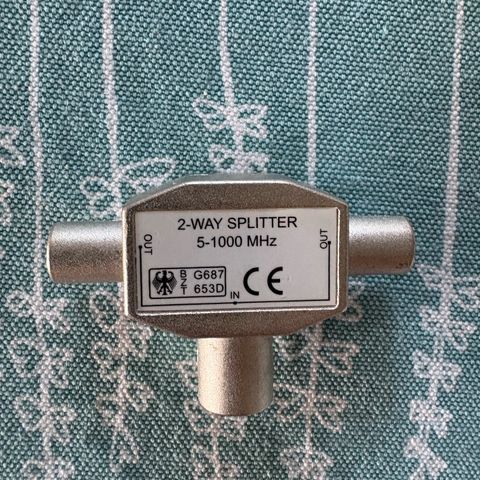 2-WAY SPLITTER
5-1000 MHz
OUT
OUT
BZT
G687
653D
IN
CE